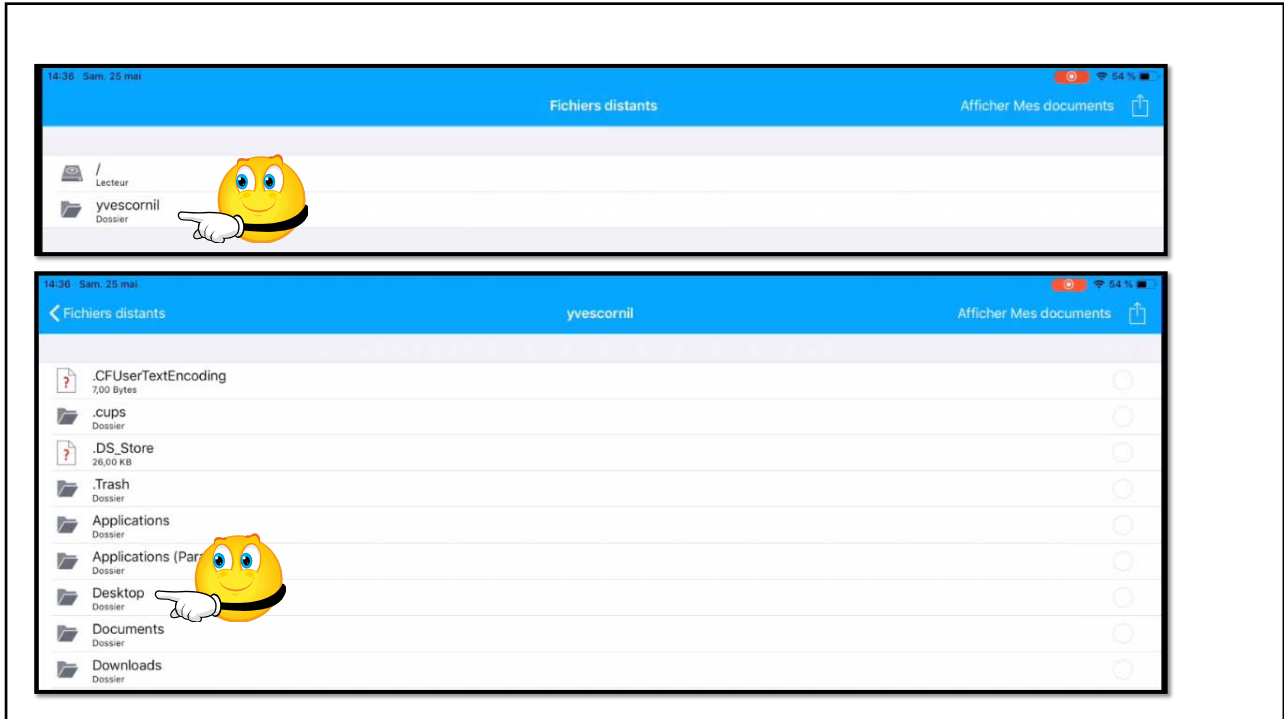 14:36 Sam. 25 mai 54 %
Fichiers distants Afficher Mes documents
/
Lecteur
yvescornil
Dossier
14:36 Sam. 25 mai 54 %
Fichiers distants yvescornil Afficher Mes documents
? .CFUserTextEncoding
7,00 Bytes
.cups
Dossier
? .DS_Store
26,00 KB
.Trash
Dossier
Applications
Dossier
Applications (Par
Dossier
Desktop
Dossier
Documents
Dossier
Downloads
Dossier